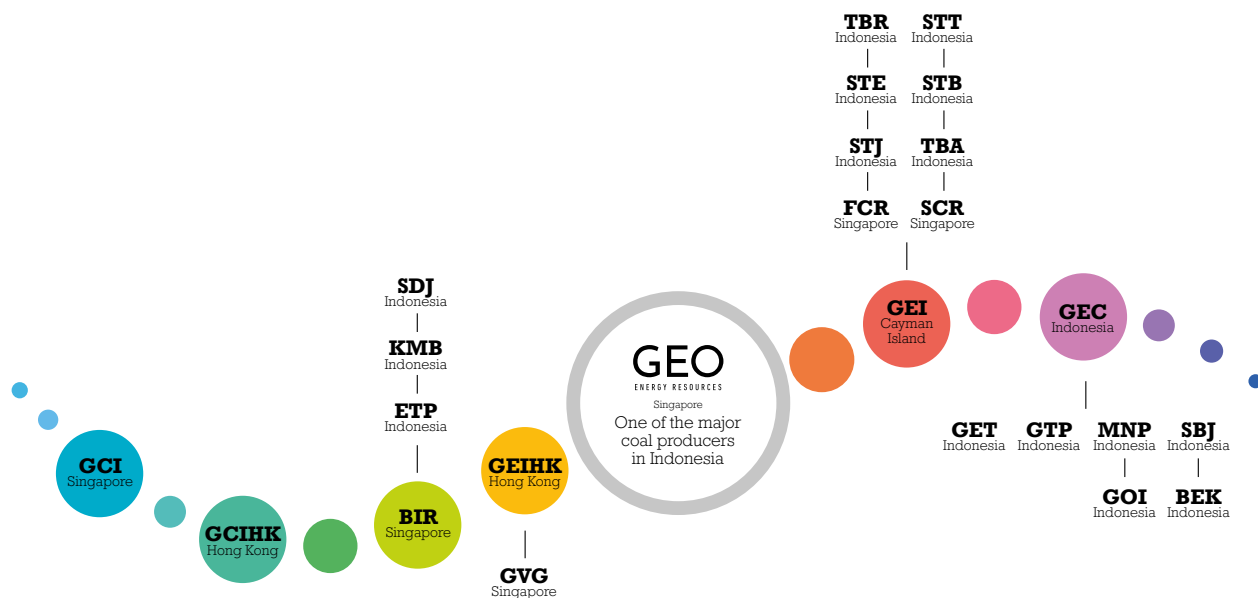 TBR
Indonesia
STE
Indonesia
STJ
Indonesia
FCR
Singapore
STT
Indonesia
STB
Indonesia
TBA
Indonesia
SCR
Singapore
SDJ
Indonesia
KMB
Indonesia
ETP
Indonesia
GCI
Singapore
GCIHK
Hong Kong
BIR
Singapore
GEIHK
Hong Kong
GVG
Singapore
GEO
ENERGY RESOURCES
Singapore
One of the major
coal producers
in Indonesia
GEI
Cayman
Island
GEC
Indonesia
GET
Indonesia
GTP
Indonesia
MNP
Indonesia
SBJ
Indonesia
GOI
Indonesia
BEK
Indonesia